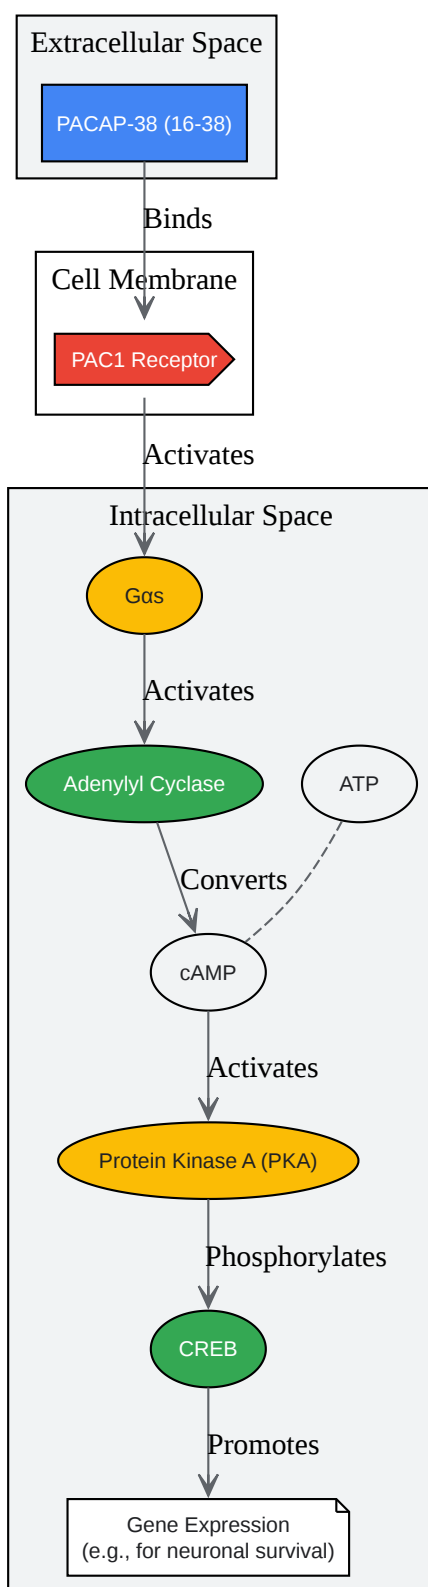 Extracellular Space
PACAP-38 (16-38)
Binds
Cell Membrane
PAC1 Receptor
Activates
Intracellular Space
Gαs
Activates
Adenylyl Cyclase
ATP
Converts
cAMP
Activates
Protein Kinase A (PKA)
Phosphorylates
CREB
Promotes
Gene Expression
(e.g., for neuronal survival)